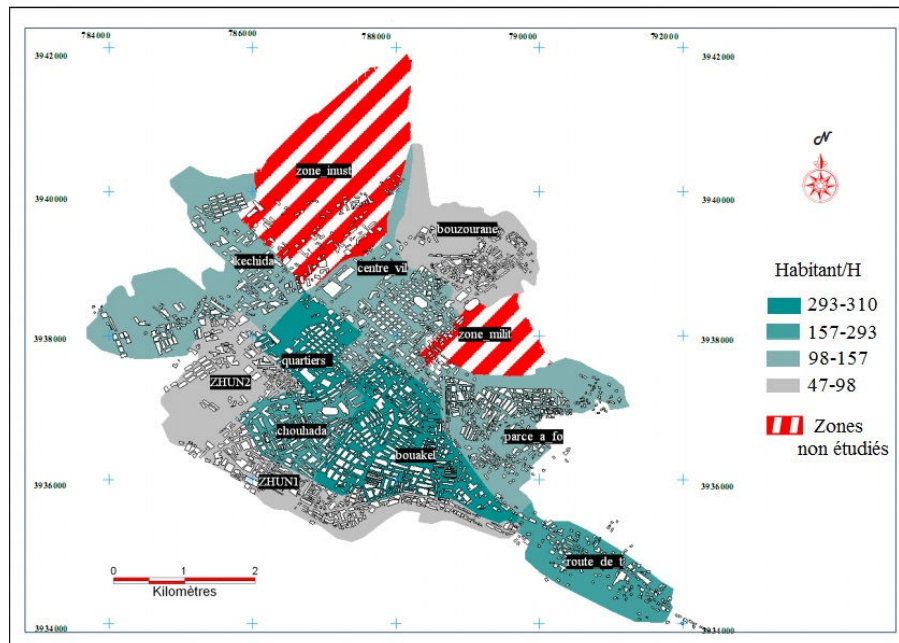 784000 786000 788000 790000 792000
3942000 3942000
N
zone_inust
3940000 3940000
bouzourane
kechida centre_vil
Habitant/H
293-310
157-293
98-157
47-98
Zones
non étudiés
3938000 zone_milit 3938000
quartiers
ZHUN2
chouhada parce_a_fo
bouakel
ZHUN1
3936000 3936000
route_de_t
0 1 2
Kilomètres
3934000 3934000